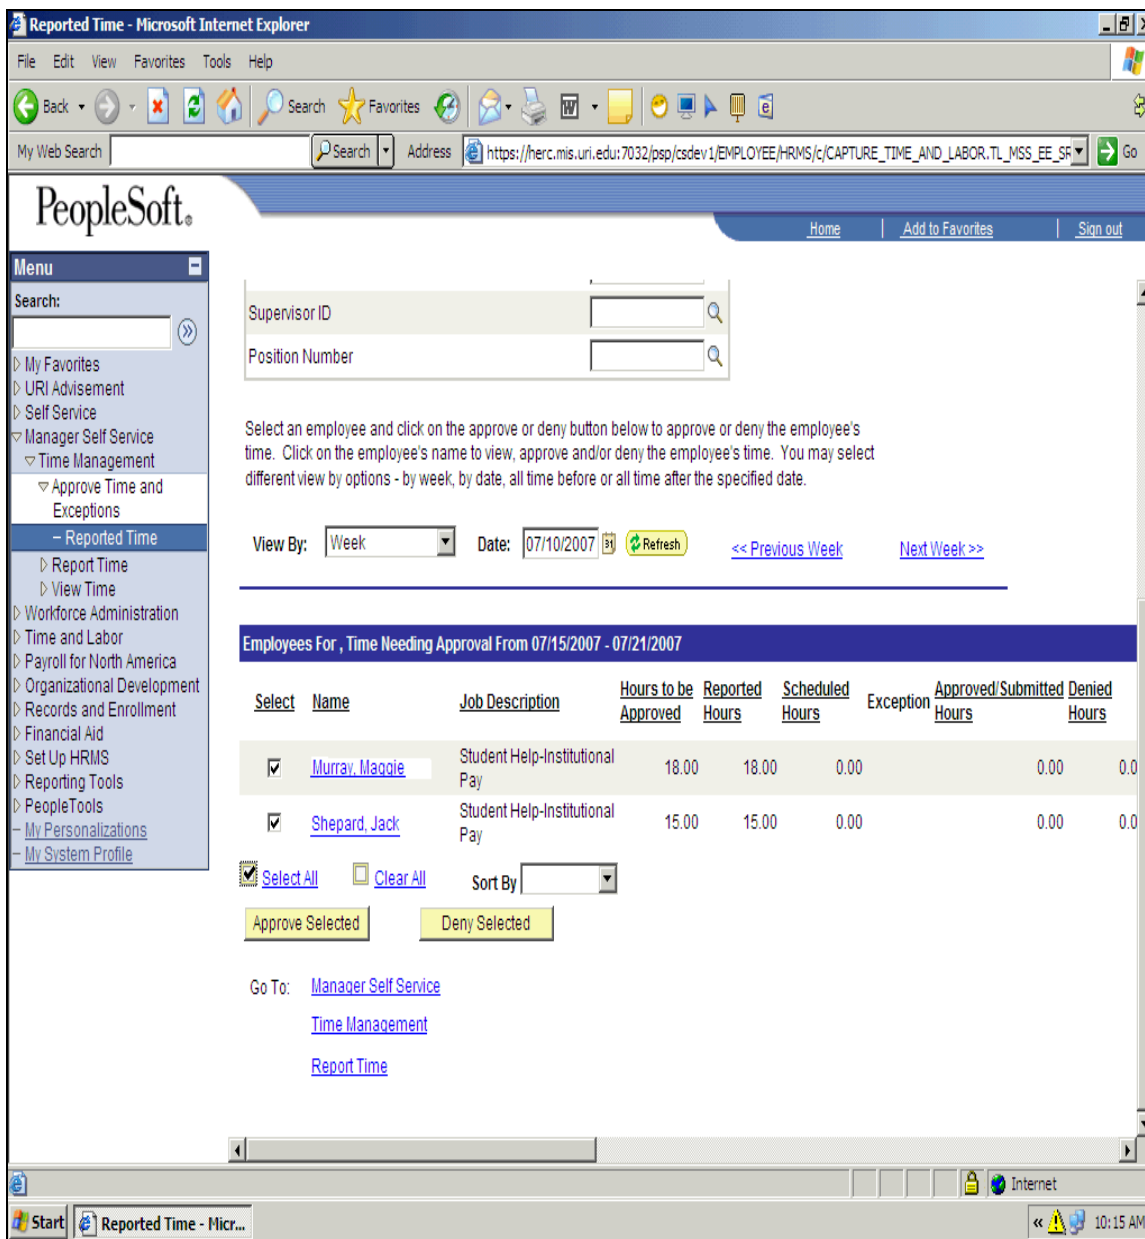 Reported Time - Microsoft Internet Explorer
File Edit View Favorites Tools Help
Back Search Favorites
My Web Search Search Address https://herc.mis.uri.edu:7032/psp/csdev1/EMPLOYEE/HRMS/c/CAPTURE_TIME_AND_LABOR.TL_MSS_EE_SR Go
PeopleSoft®
Home | Add to Favorites | Sign out
Menu
Search:
My Favorites
URI Advisement
Self Service
Manager Self Service
Time Management
Approve Time and
Exceptions
– Reported Time
Report Time
View Time
Workforce Administration
Time and Labor
Payroll for North America
Organizational Development
Records and Enrollment
Financial Aid
Set Up HRMS
Reporting Tools
PeopleTools
– My Personalizations
– My System Profile
Supervisor ID
Position Number
Select an employee and click on the approve or deny button below to approve or deny the employee's
time. Click on the employee's name to view, approve and/or deny the employee's time. You may select
different view by options - by week, by date, all time before or all time after the specified date.
View By: Week Date: 07/10/2007 31 Refresh << Previous Week Next Week >>
Employees For , Time Needing Approval From 07/15/2007 - 07/21/2007
Select Name Job Description Hours to be Approved Reported Hours Scheduled Hours Exception Approved/Submitted Hours Denied Hours
Murray, Maggie Student Help-Institutional Pay 18.00 18.00 0.00 0.00 0.0
Shepard, Jack Student Help-Institutional Pay 15.00 15.00 0.00 0.00 0.0
Select All Clear All Sort By
Approve Selected Deny Selected
Go To: Manager Self Service
Time Management
Report Time
Internet
Start Reported Time - Micr... « 10:15 AM